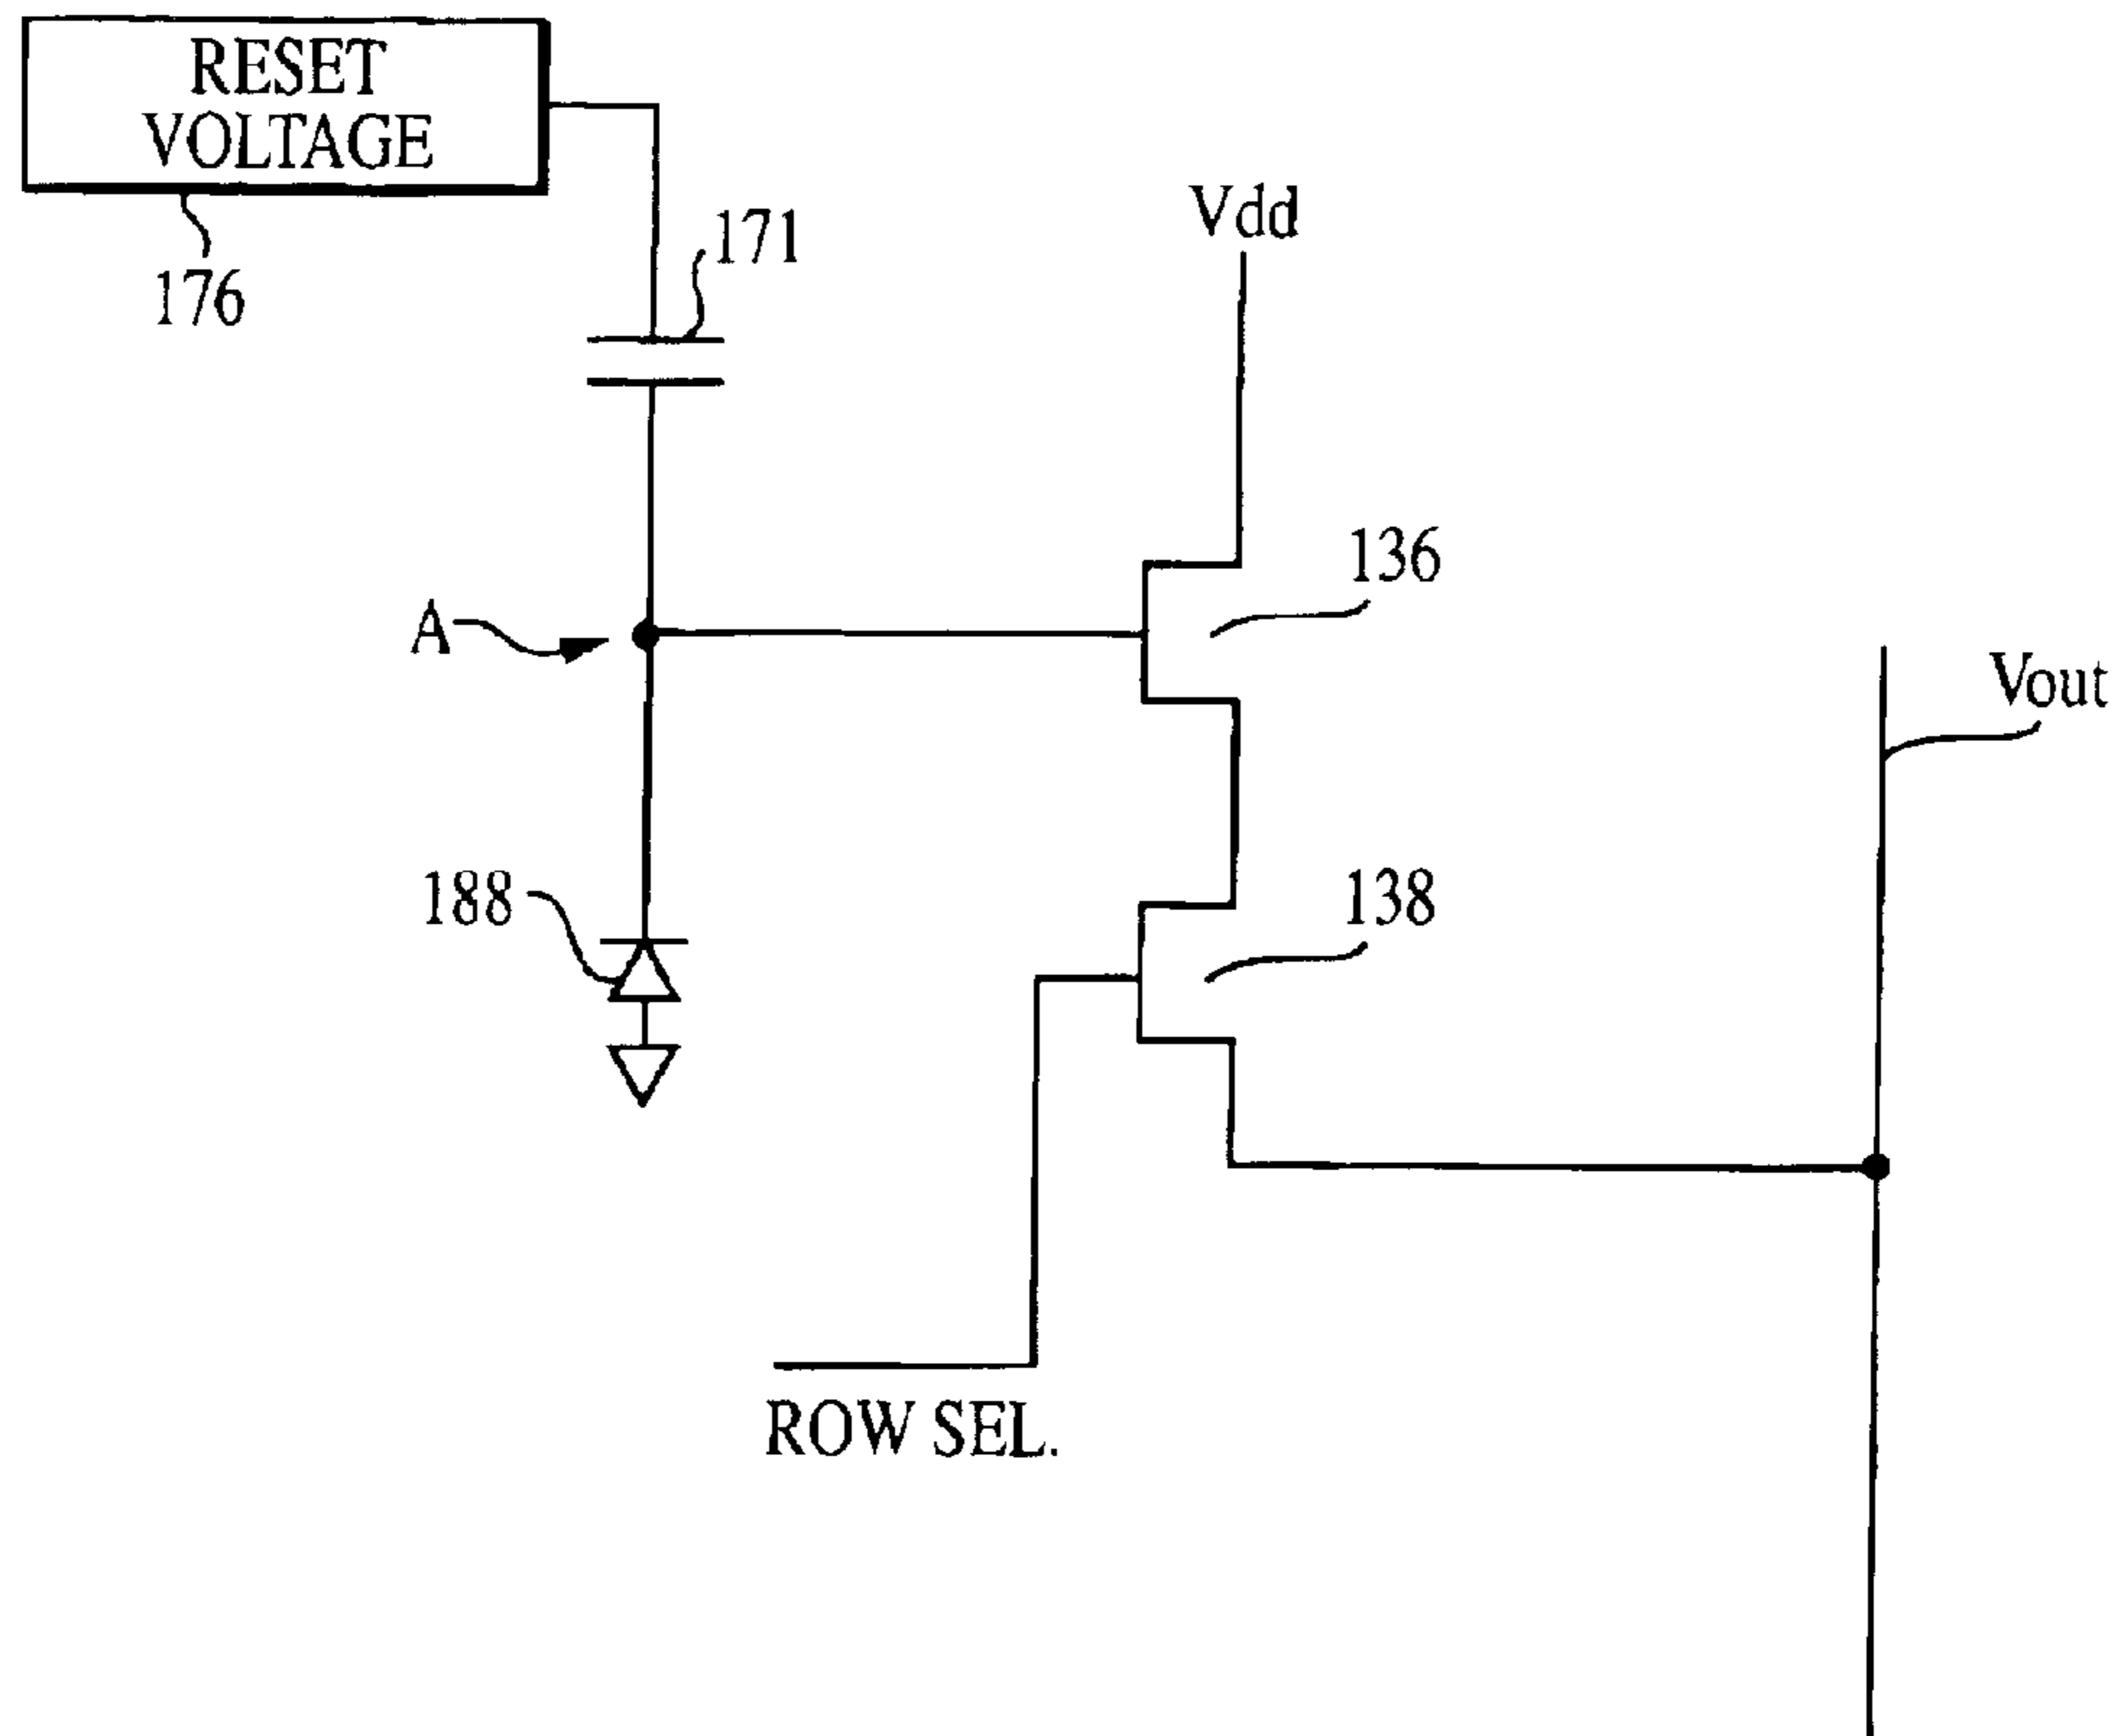 RESET
VOLTAGE
176
171
Vdd
136
A
Vout
188
138
ROW SEL.